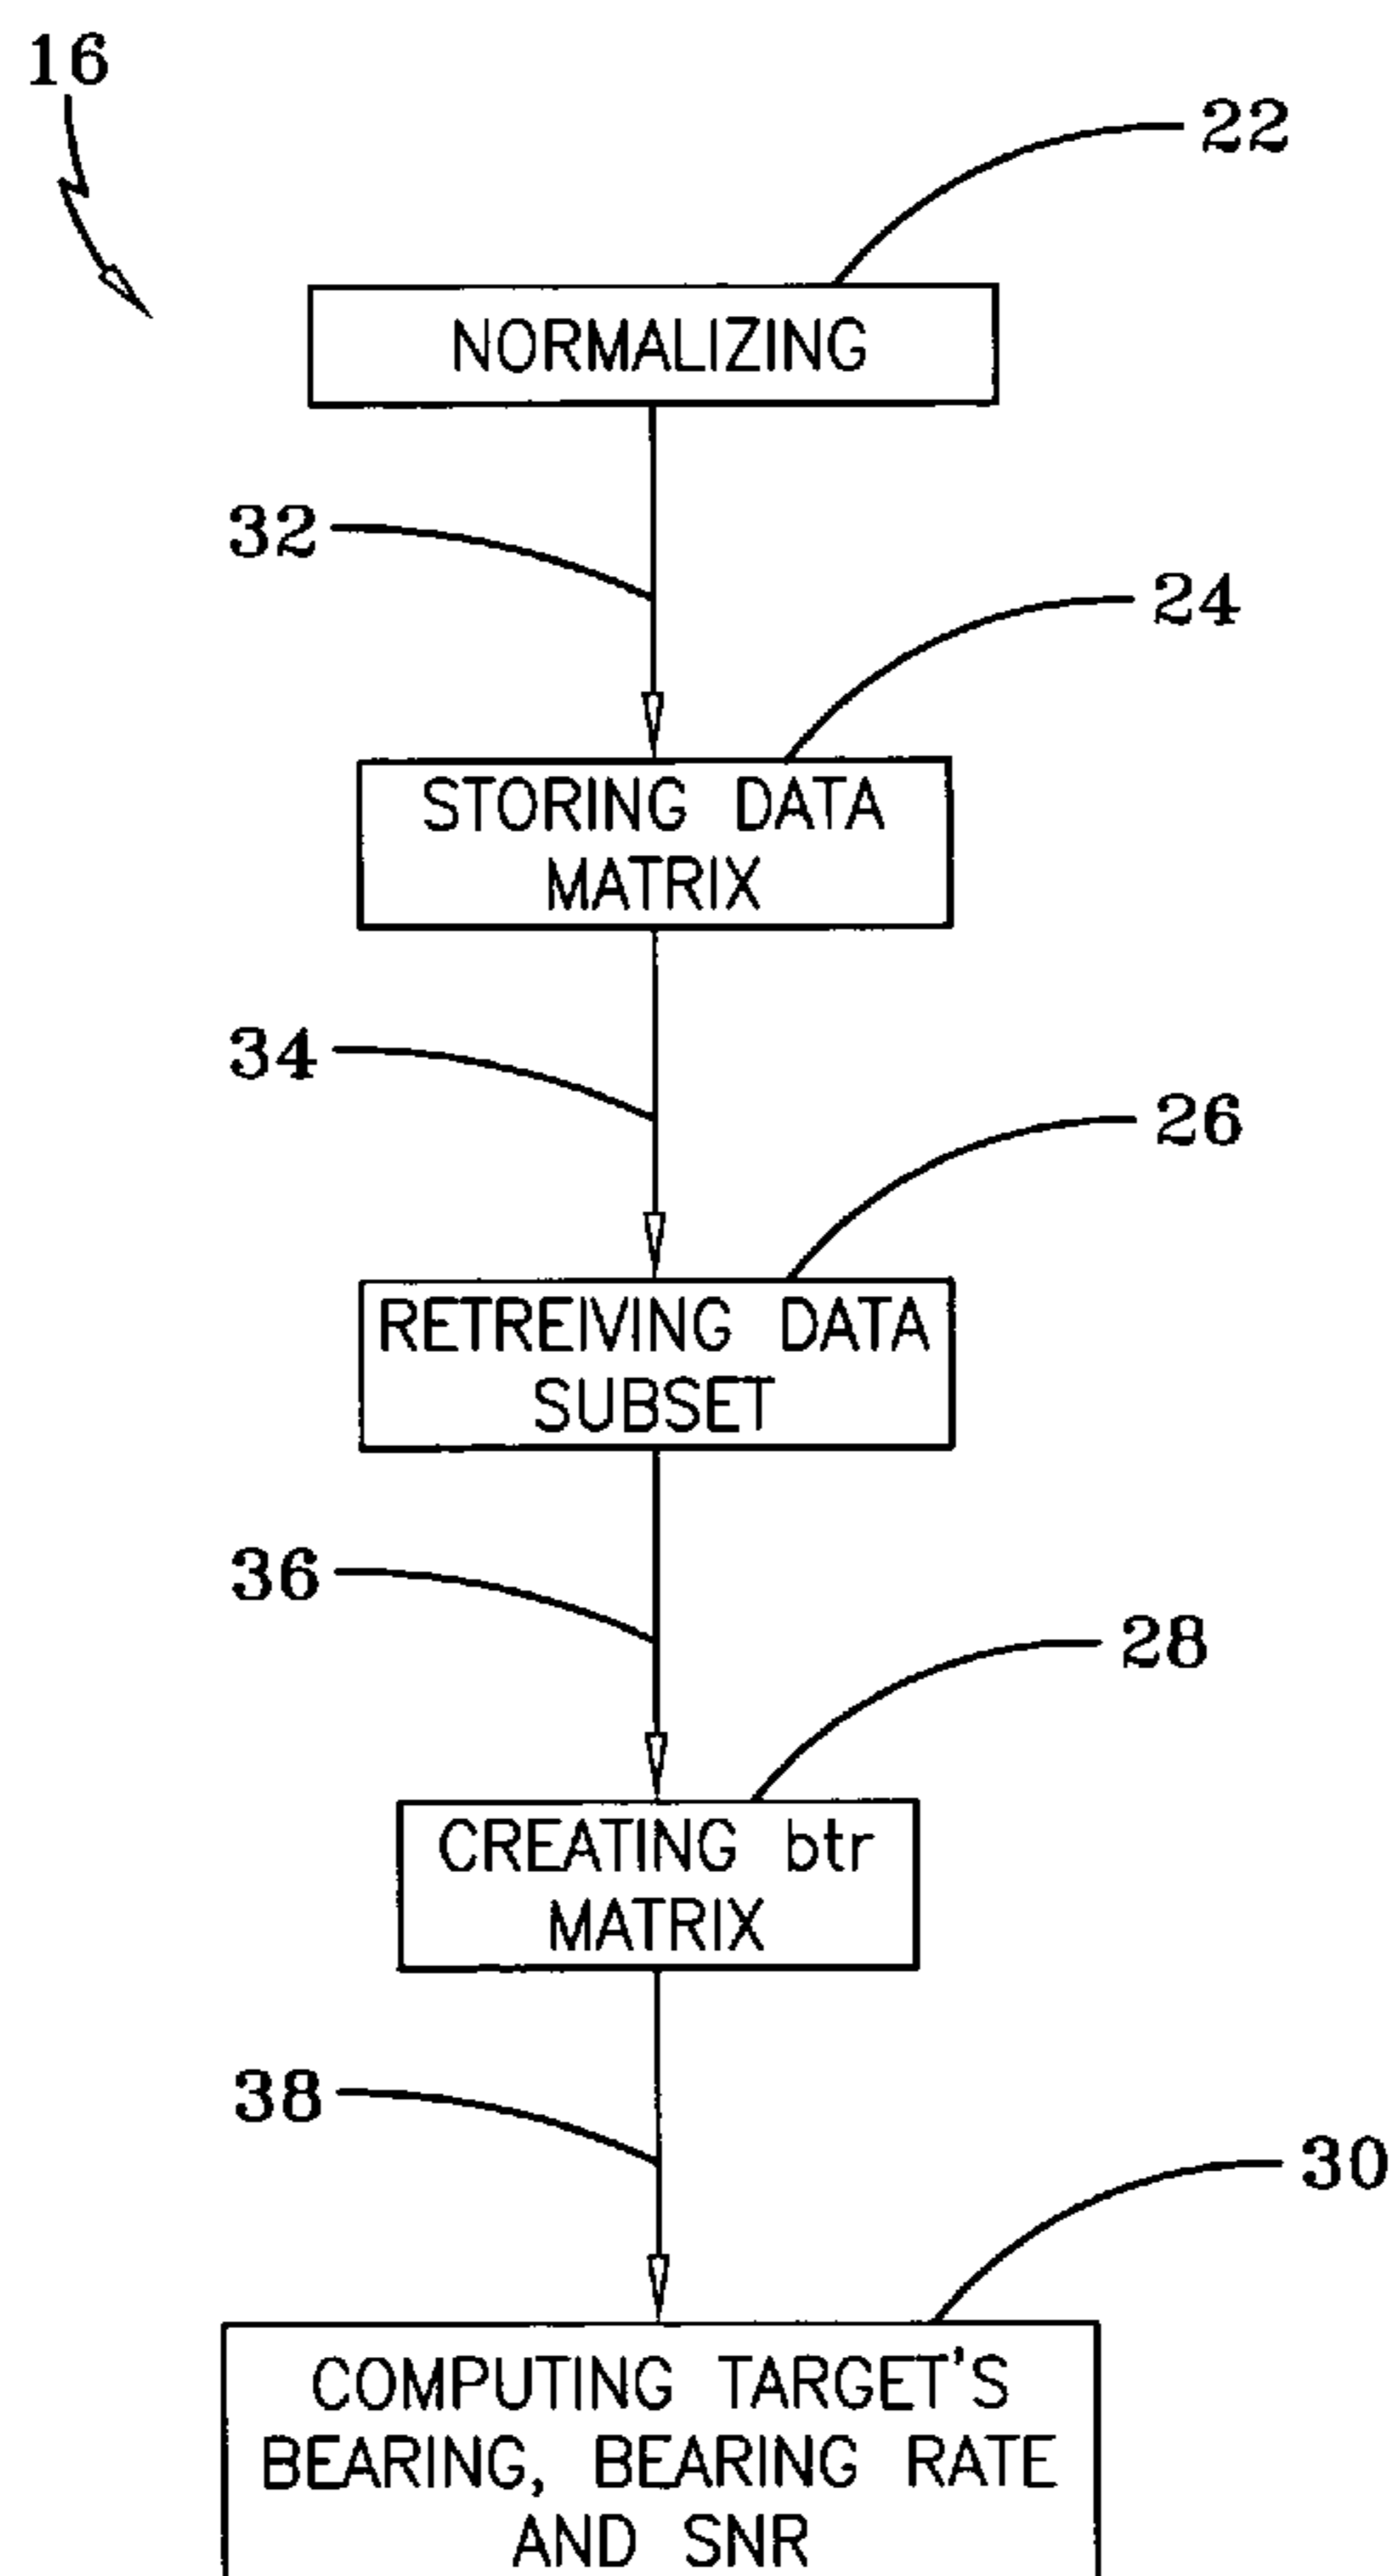 16
22
NORMALIZING
32
24
STORING DATA
MATRIX
34
26
RETREIVING DATA
SUBSET
36
28
CREATING btr
MATRIX
38
30
COMPUTING TARGET'S
BEARING, BEARING RATE
AND SNR